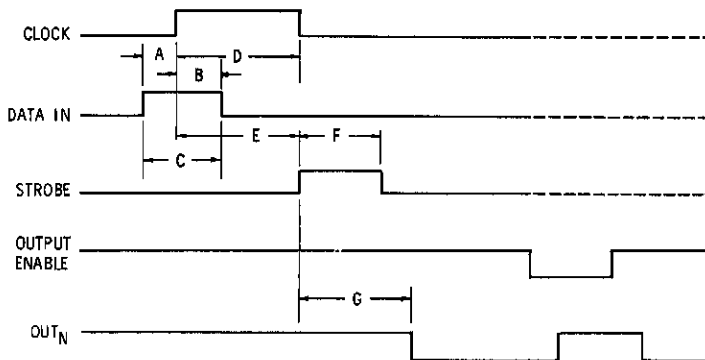 CLOCK
A D
B
DATA IN
E F
C
STROBE
OUTPUT
ENABLE
G
OUTN